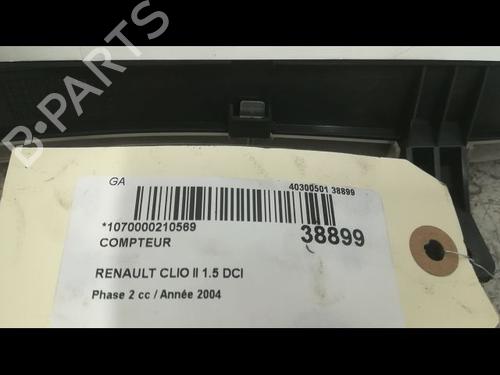 B-PARTS
GA
40300501 38899
*1070000210569
38899
COMPTEUR
RENAULT CLIO II 1.5 DCI
Phase 2 cc / Année 2004